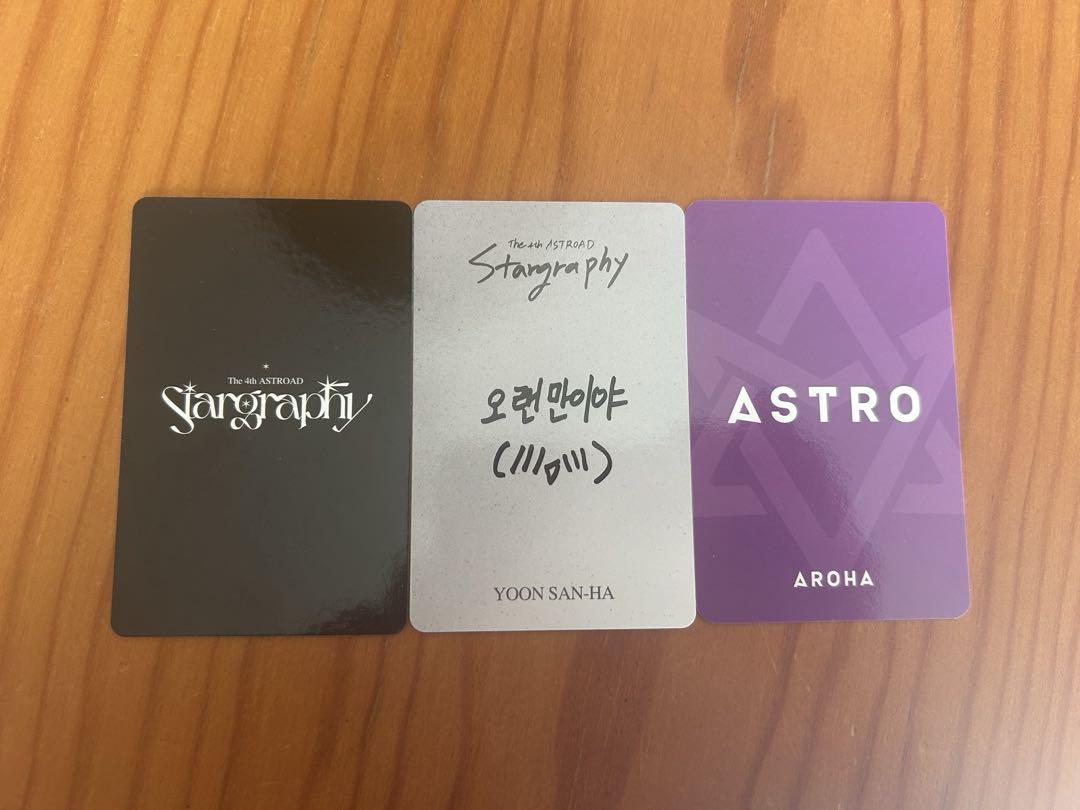 The 4th ASTROAD
Stargraphy
The 4th ASTROAD
Stargraphy
오랜만이야
(///ㅁ\\\)
YOON SAN-HA
ASTRO
AROHA